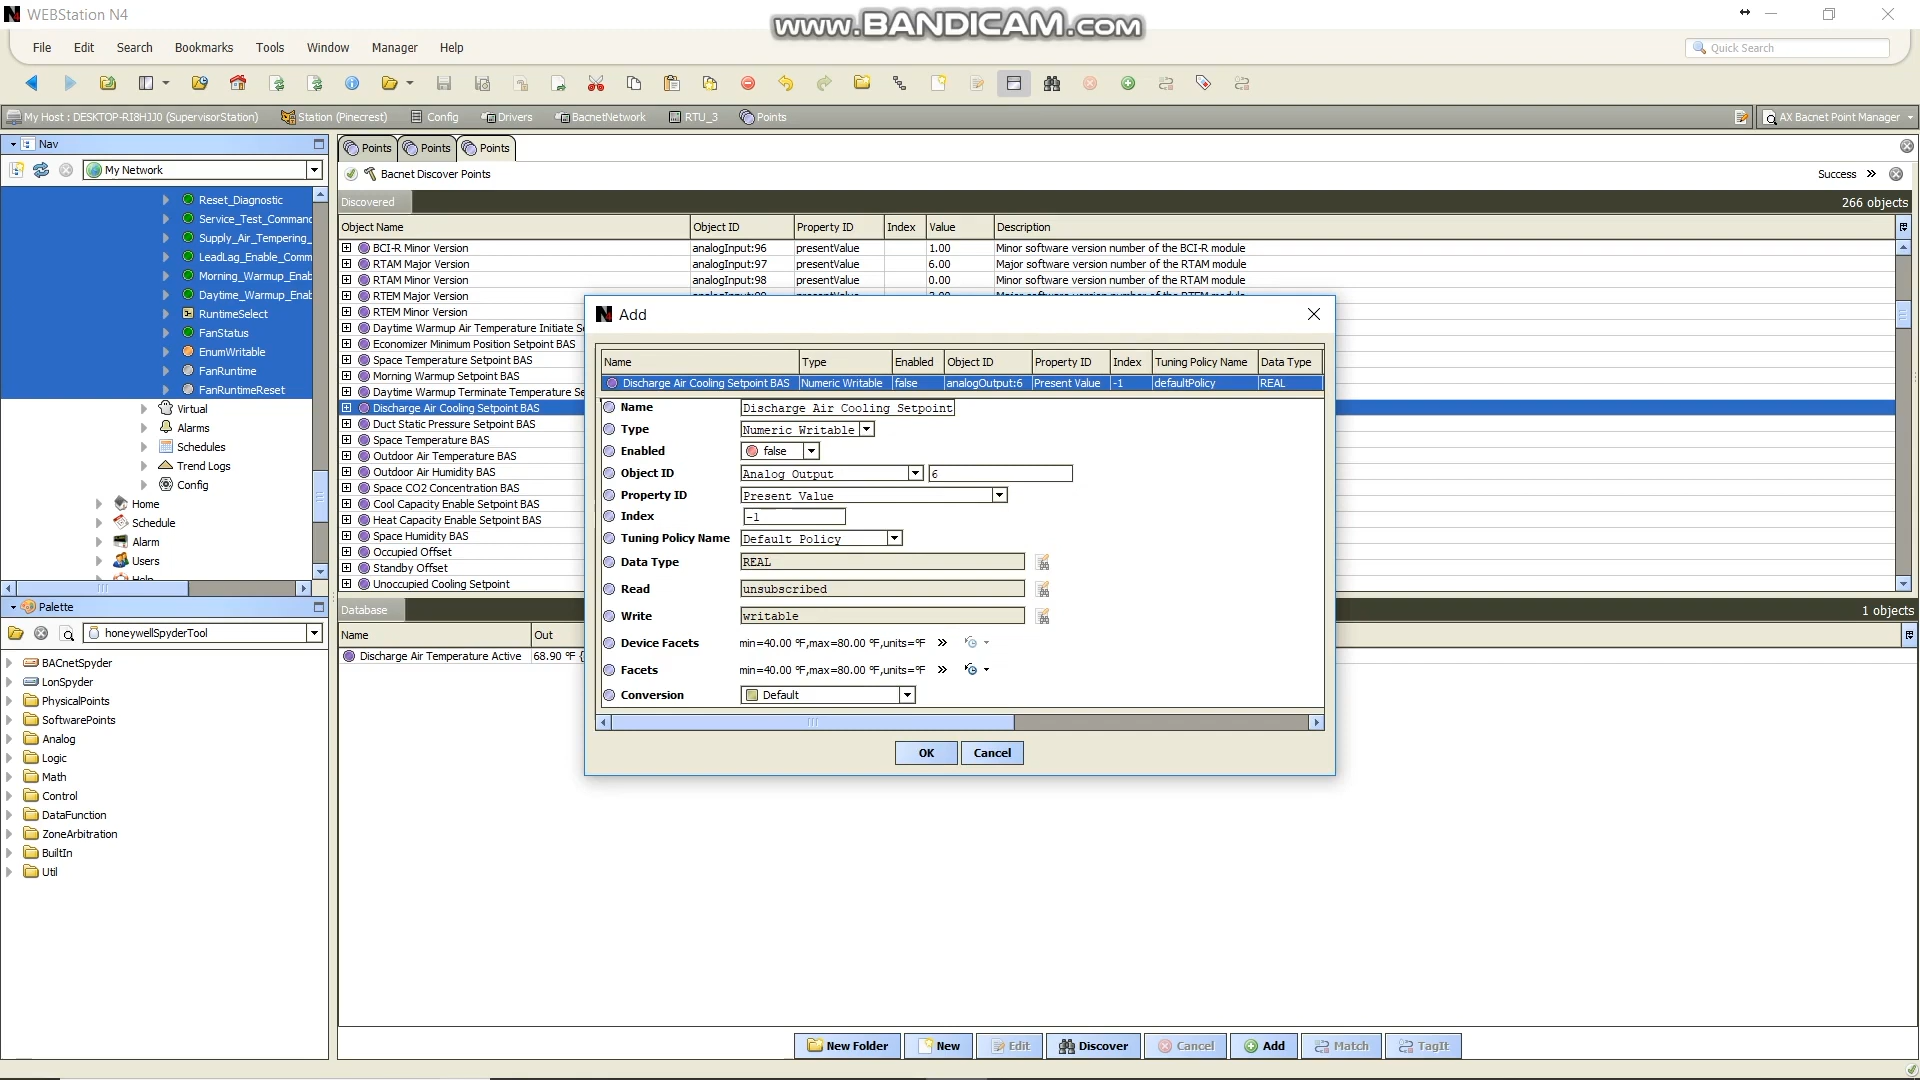 WEBStation N4
www.BANDICAM.com
File Edit Search Bookmarks Tools Window Manager Help
Quick Search
My Host : DESKTOP-RI8HJJ0 (SupervisorStation) Station (Pinecrest) Config Drivers BacnetNetwork RTU_3 Points AX Bacnet Point Manager
Nav
My Network
Reset_Diagnostic
Service_Test_Command
Supply_Air_Tempering_
LeadLag_Enable_Comm
Morning_Warmup_Enab
Daytime_Warmup_Enab
RuntimeSelect
FanStatus
EnumWritable
FanRuntime
FanRuntimeReset
Virtual
Alarms
Schedules
Trend Logs
Config
Home
Schedule
Alarm
Users
Help
Palette
honeywellSpyderTool
BACnetSpyder
LonSpyder
PhysicalPoints
SoftwarePoints
Analog
Logic
Math
Control
DataFunction
ZoneArbitration
BuiltIn
Util
Points Points Points
Bacnet Discover Points Success »
Discovered 266 objects
Object Name Object ID Property ID Index Value Description
BCI-R Minor Version analogInput:96 presentValue 1.00 Minor software version number of the BCI-R module
RTAM Major Version analogInput:97 presentValue 6.00 Major software version number of the RTAM module
RTAM Minor Version analogInput:98 presentValue 0.00 Minor software version number of the RTAM module
RTEM Major Version analogInput:99 presentValue Major software version number of the RTEM module
RTEM Minor Version
Daytime Warmup Air Temperature Initiate Se
Economizer Minimum Position Setpoint BAS
Space Temperature Setpoint BAS
Morning Warmup Setpoint BAS
Daytime Warmup Terminate Temperature Se
Discharge Air Cooling Setpoint BAS
Duct Static Pressure Setpoint BAS
Space Temperature BAS
Outdoor Air Temperature BAS
Outdoor Air Humidity BAS
Space CO2 Concentration BAS
Cool Capacity Enable Setpoint BAS
Heat Capacity Enable Setpoint BAS
Space Humidity BAS
Occupied Offset
Standby Offset
Unoccupied Cooling Setpoint
Database 1 objects
Name Out
Discharge Air Temperature Active 68.90 °F {
Add
Name Type Enabled Object ID Property ID Index Tuning Policy Name Data Type
Discharge Air Cooling Setpoint BAS Numeric Writable false analogOutput:6 Present Value -1 defaultPolicy REAL
Name Discharge Air Cooling Setpoint
Type Numeric Writable
Enabled false
Object ID Analog Output 6
Property ID Present Value
Index -1
Tuning Policy Name Default Policy
Data Type REAL
Read unsubscribed
Write writable
Device Facets min=40.00 °F,max=80.00 °F,units=°F »
Facets min=40.00 °F,max=80.00 °F,units=°F »
Conversion Default
OK Cancel
New Folder New Edit Discover Cancel Add Match TagIt